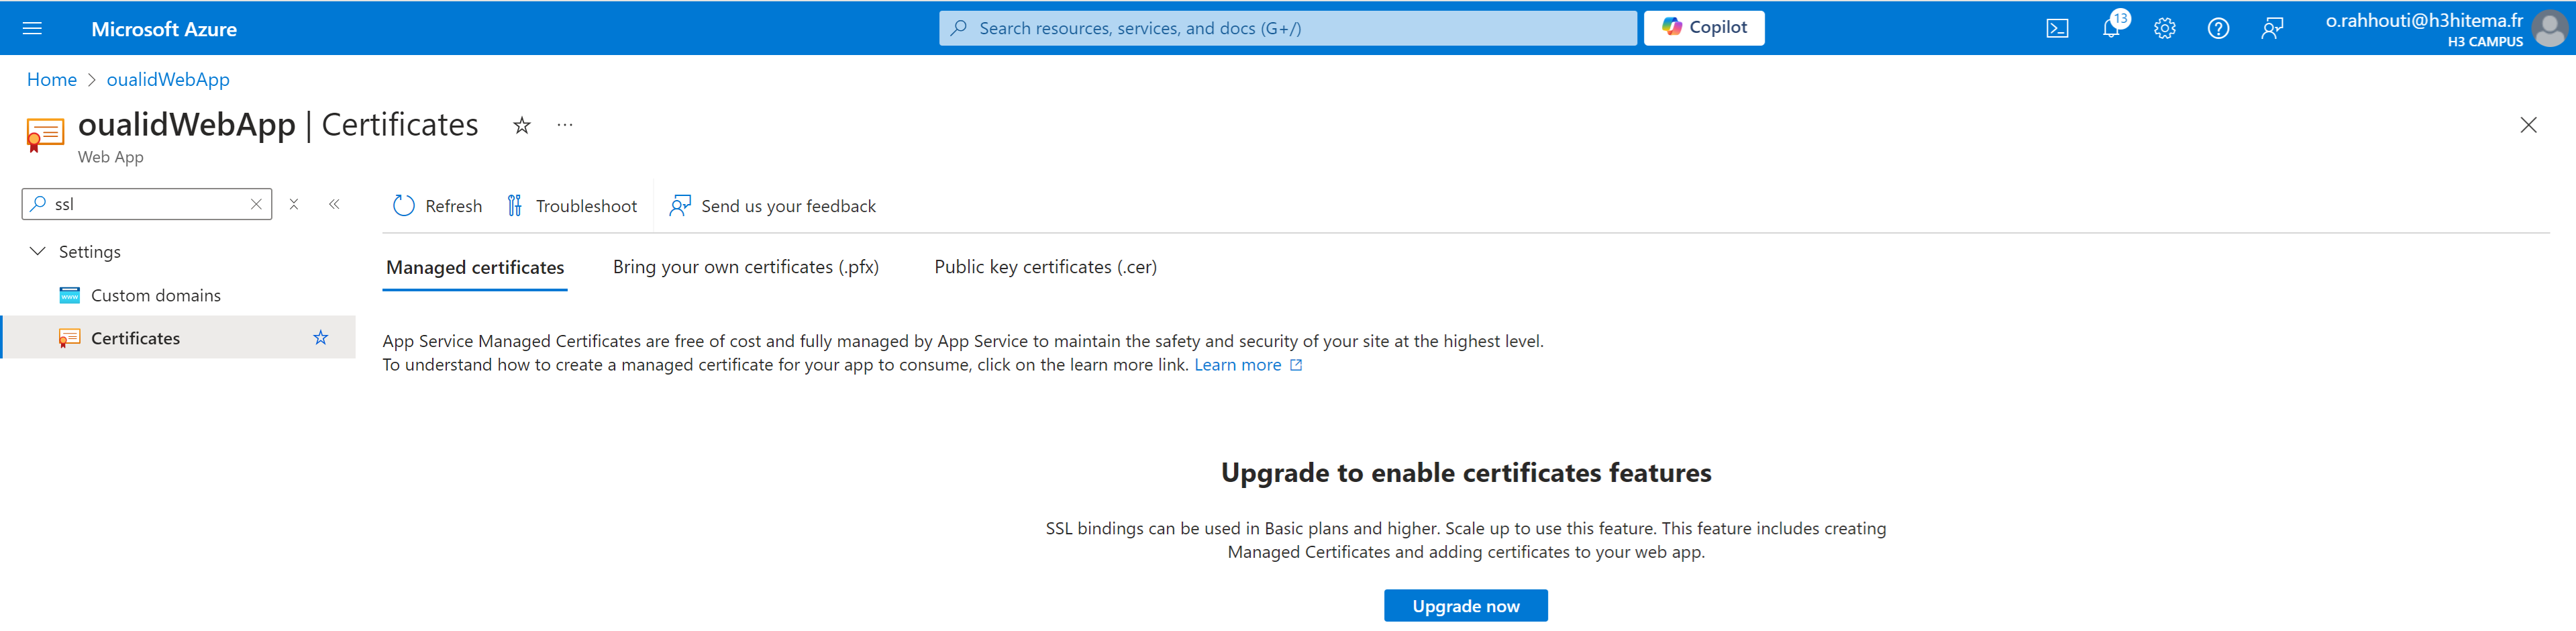 Microsoft Azure
Search resources, services, and docs (G+/)
Copilot
13
o.rahhouti@h3hitema.fr
H3 CAMPUS
Home > oualidWebApp
oualidWebApp | Certificates
Web App
ssl
Refresh
Troubleshoot
Send us your feedback
Settings
Custom domains
Certificates
Managed certificates
Bring your own certificates (.pfx)
Public key certificates (.cer)
App Service Managed Certificates are free of cost and fully managed by App Service to maintain the safety and security of your site at the highest level.
To understand how to create a managed certificate for your app to consume, click on the learn more link. Learn more
Upgrade to enable certificates features
SSL bindings can be used in Basic plans and higher. Scale up to use this feature. This feature includes creating
Managed Certificates and adding certificates to your web app.
Upgrade now